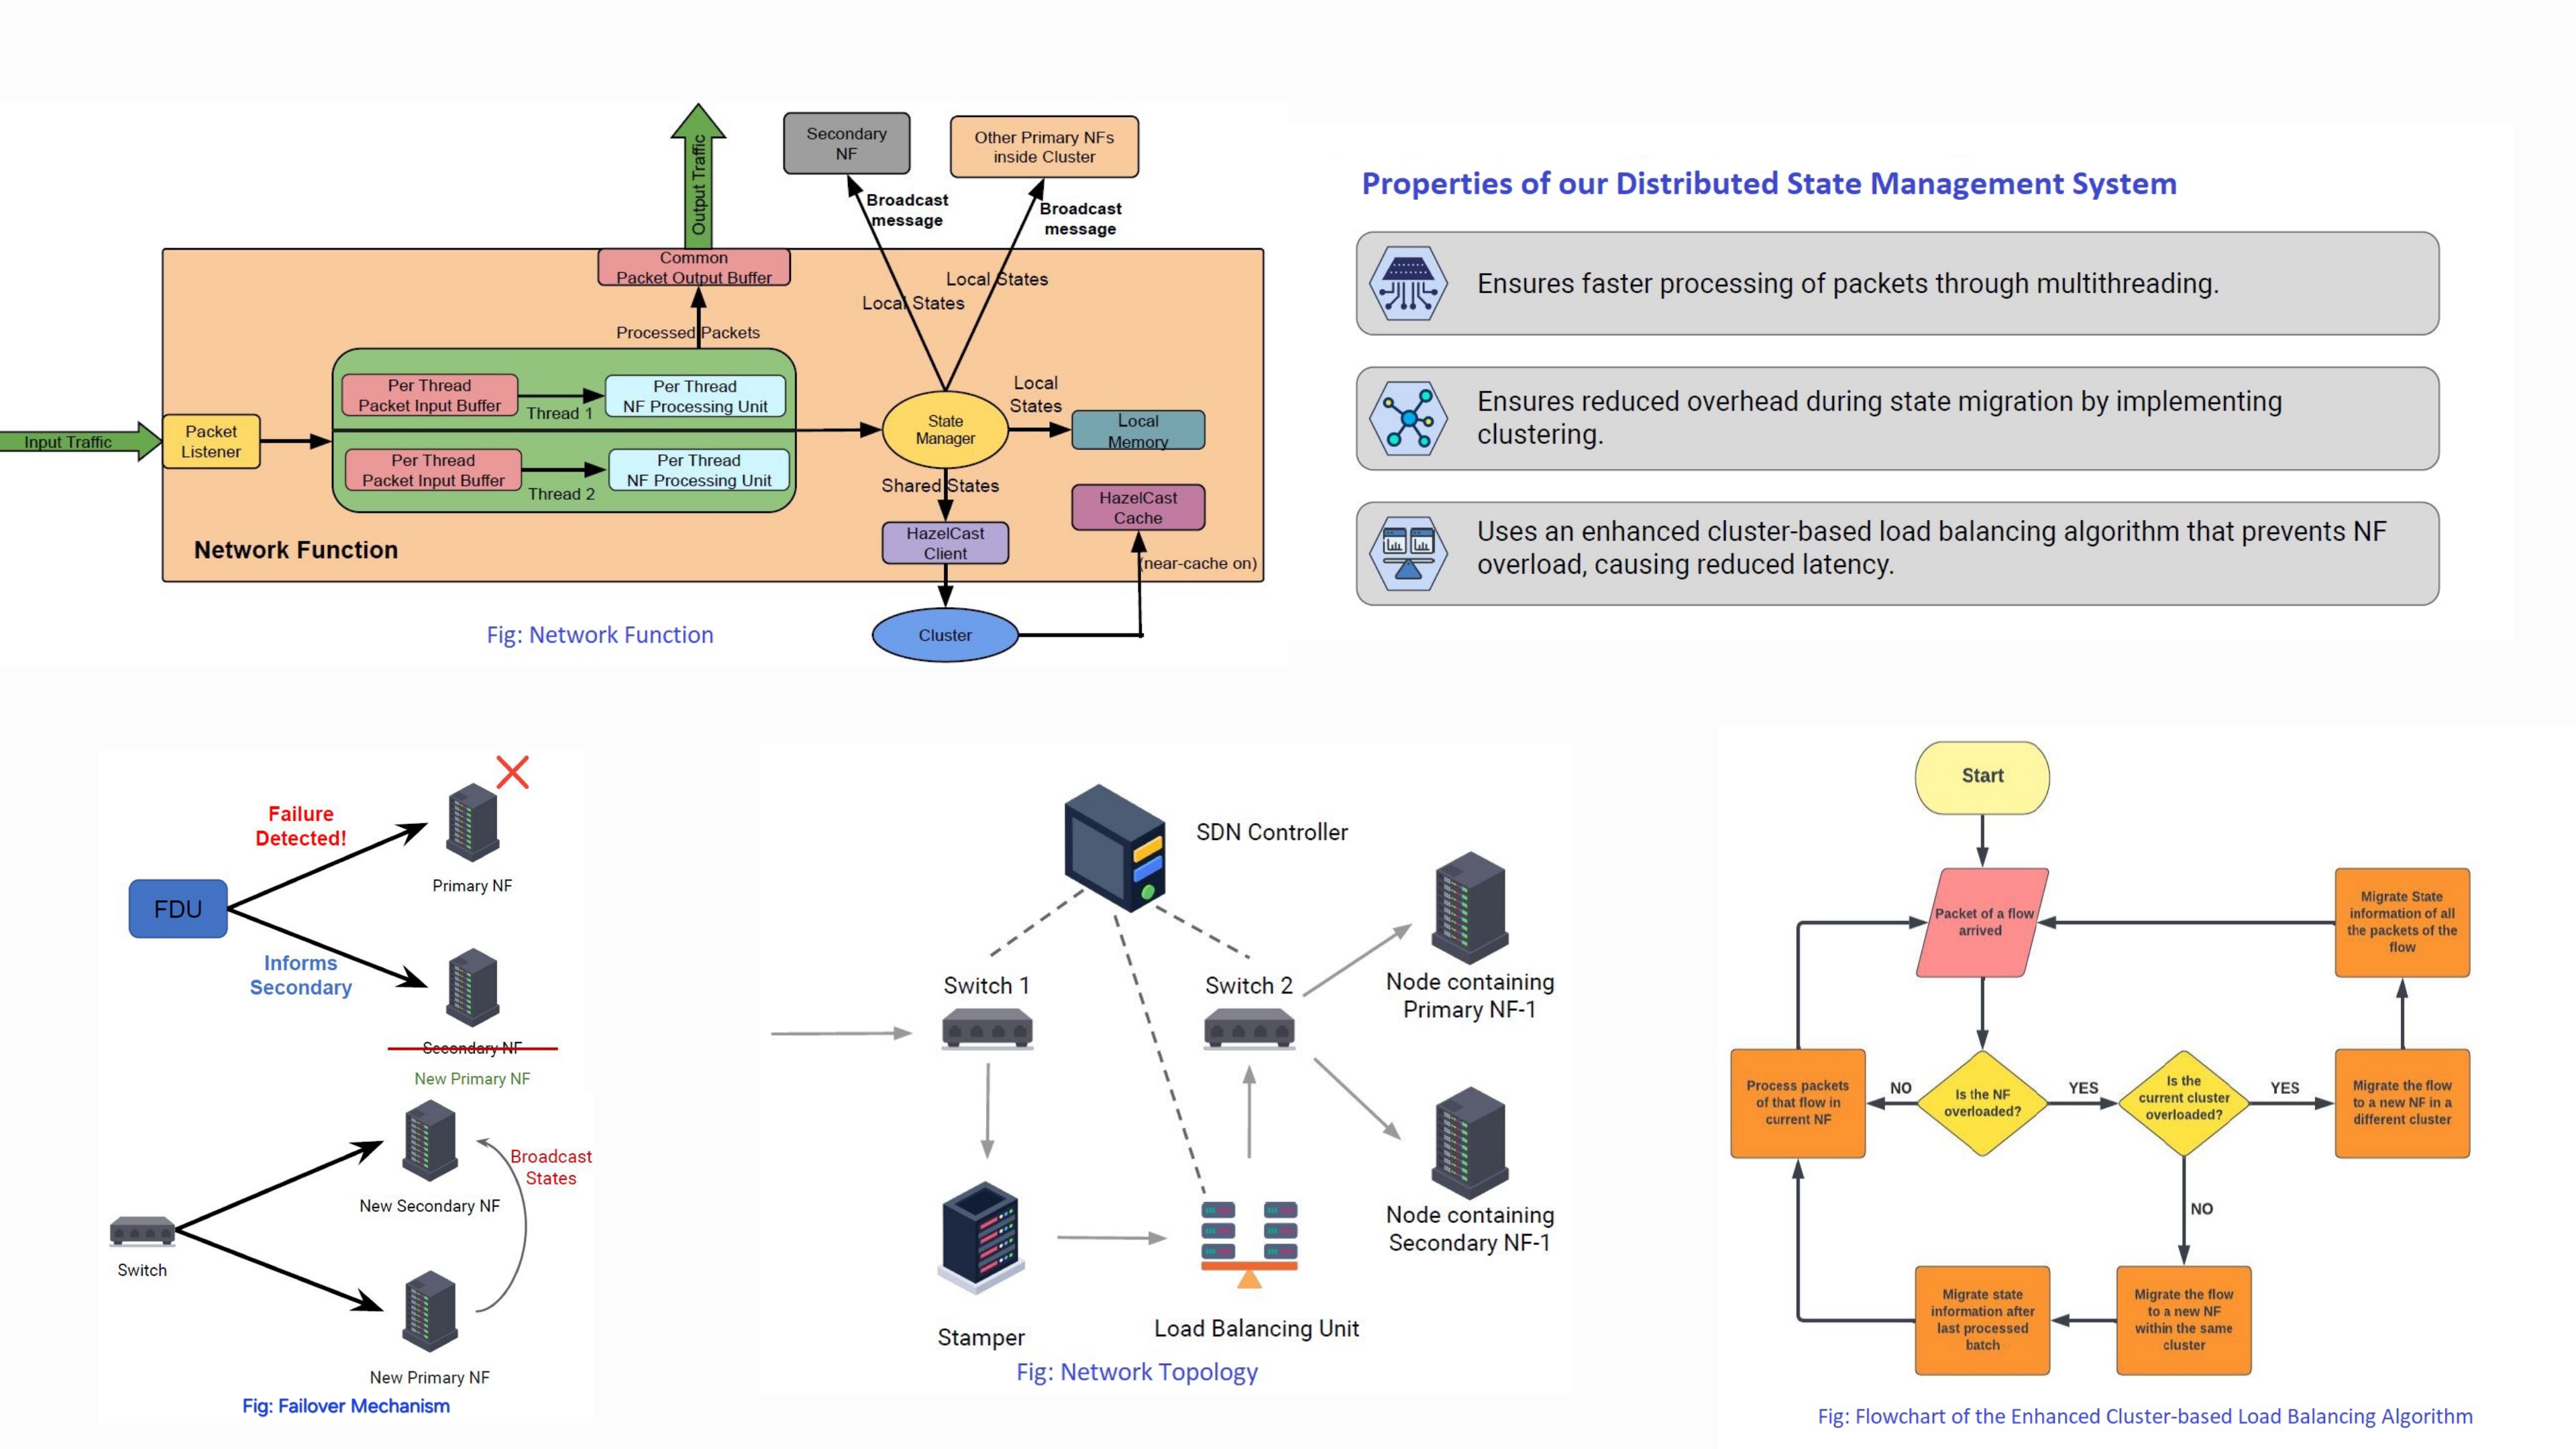 Output Traffic
Secondary
NF
Other Primary NFs
inside Cluster
Broadcast
message
Broadcast
message
Common
Packet Output Buffer
Local States
Local States
Processed Packets
Per Thread
Packet Input Buffer
Thread 1
Per Thread
NF Processing Unit
Local
States
State
Manager
Local
Memory
Input Traffic
Packet
Listener
Per Thread
Packet Input Buffer
Thread 2
Per Thread
NF Processing Unit
Shared States
HazelCast
Cache
HazelCast
Client
Network Function
(near-cache on)
Cluster
Fig: Network Function
Properties of our Distributed State Management System
Ensures faster processing of packets through multithreading.
Ensures reduced overhead during state migration by implementing
clustering.
Uses an enhanced cluster-based load balancing algorithm that prevents NF
overload, causing reduced latency.
Failure
Detected!
Primary NF
FDU
Informs
Secondary
Secondary NF
New Primary NF
Broadcast
States
New Secondary NF
Switch
New Primary NF
Fig: Failover Mechanism
SDN Controller
Switch 1
Switch 2
Node containing
Primary NF-1
Node containing
Secondary NF-1
Stamper
Load Balancing Unit
Fig: Network Topology
Start
Packet of a flow
arrived
Migrate State
information of all
the packets of the
flow
Process packets
of that flow in
current NF
NO
Is the NF
overloaded?
YES
Is the
current cluster
overloaded?
YES
Migrate the flow
to a new NF in a
different cluster
NO
Migrate state
information after
last processed
batch
Migrate the flow
to a new NF
within the same
cluster
Fig: Flowchart of the Enhanced Cluster-based Load Balancing Algorithm